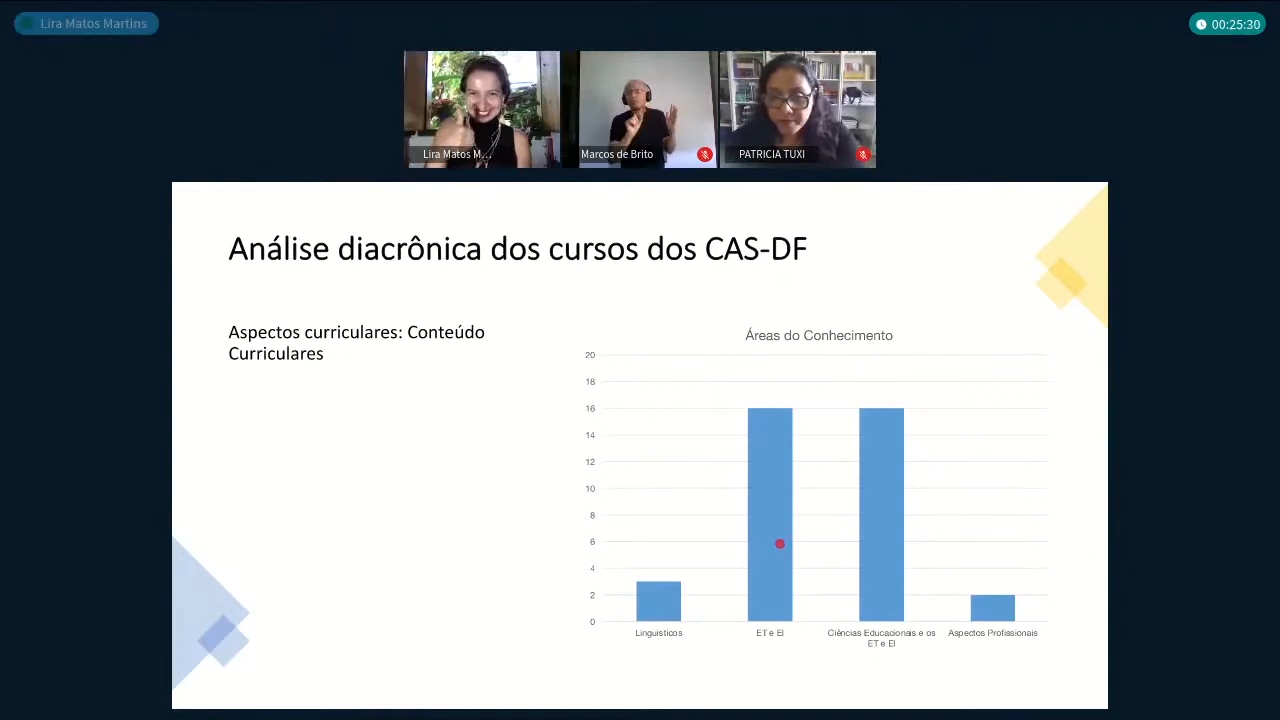 Lira Matos Martins
00:25:30
Lira Matos M...
Marcos de Brito
PATRICIA TUXI
Análise diacrônica dos cursos dos CAS-DF
Aspectos curriculares: Conteúdo
Curriculares
Áreas do Conhecimento
20
18
16
14
12
10
8
6
4
2
0
Linguisticos
ET e EI
Ciências Educacionais e os
ET e EI
Aspectos Profissionais